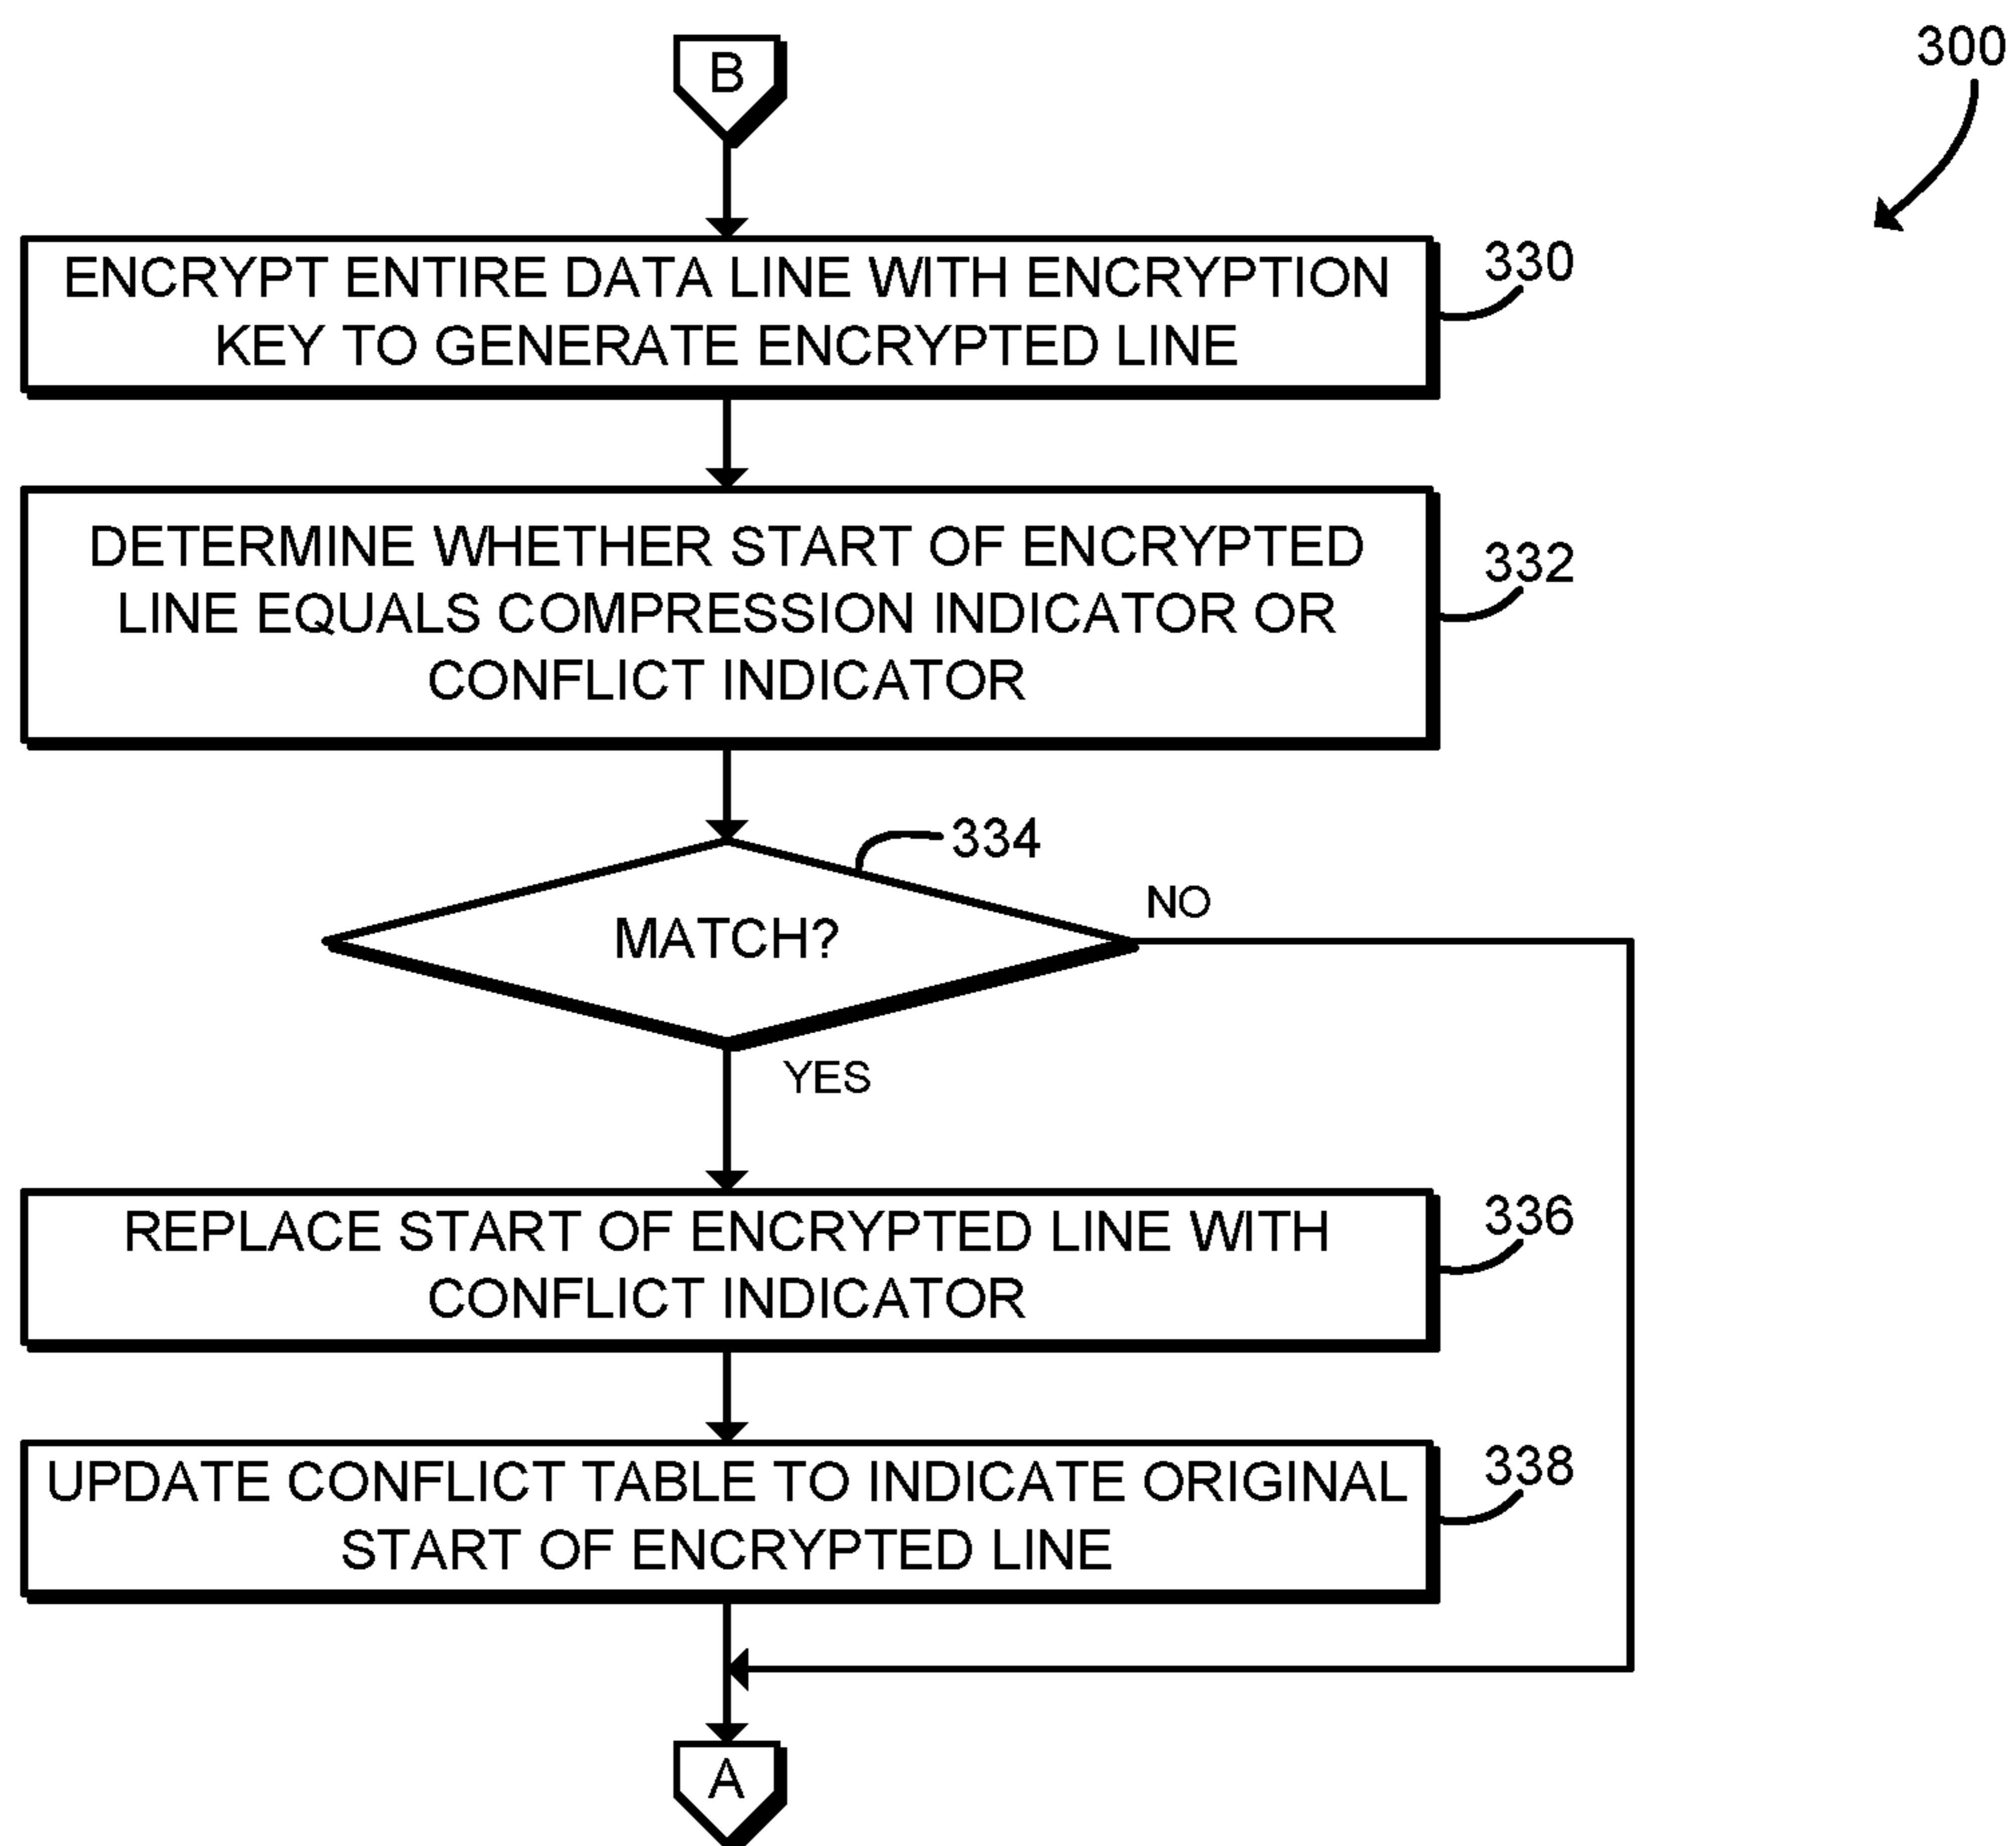 B
300
ENCRYPT ENTIRE DATA LINE WITH ENCRYPTION
KEY TO GENERATE ENCRYPTED LINE
330
DETERMINE WHETHER START OF ENCRYPTED
LINE EQUALS COMPRESSION INDICATOR OR
CONFLICT INDICATOR
332
334
MATCH?
NO
YES
REPLACE START OF ENCRYPTED LINE WITH
CONFLICT INDICATOR
336
UPDATE CONFLICT TABLE TO INDICATE ORIGINAL
START OF ENCRYPTED LINE
338
A